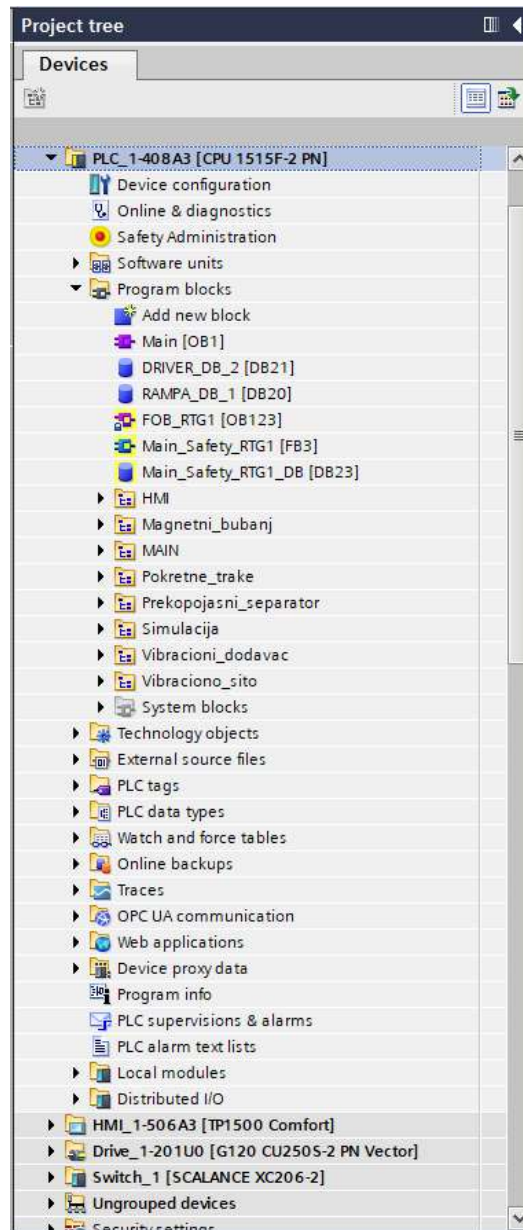 Project tree
Devices
PLC_1-408A3 [CPU 1515F-2 PN]
Device configuration
Online & diagnostics
Safety Administration
Software units
Program blocks
Add new block
Main [OB1]
DRIVER_DB_2 [DB21]
RAMPA_DB_1 [DB20]
FOB_RTG1 [OB123]
Main_Safety_RTG1 [FB3]
Main_Safety_RTG1_DB [DB23]
HMI
Magnetni_bubanj
MAIN
Pokretne_trake
Prekopojasni_separator
Simulacija
Vibracioni_dodavac
Vibraciono_sito
System blocks
Technology objects
External source files
PLC tags
PLC data types
Watch and force tables
Online backups
Traces
OPC UA communication
Web applications
Device proxy data
Program info
PLC supervisions & alarms
PLC alarm text lists
Local modules
Distributed I/O
HMI_1-506A3 [TP1500 Comfort]
Drive_1-201U0 [G120 CU250S-2 PN Vector]
Switch_1 [SCALANCE XC206-2]
Ungrouped devices
Security settings